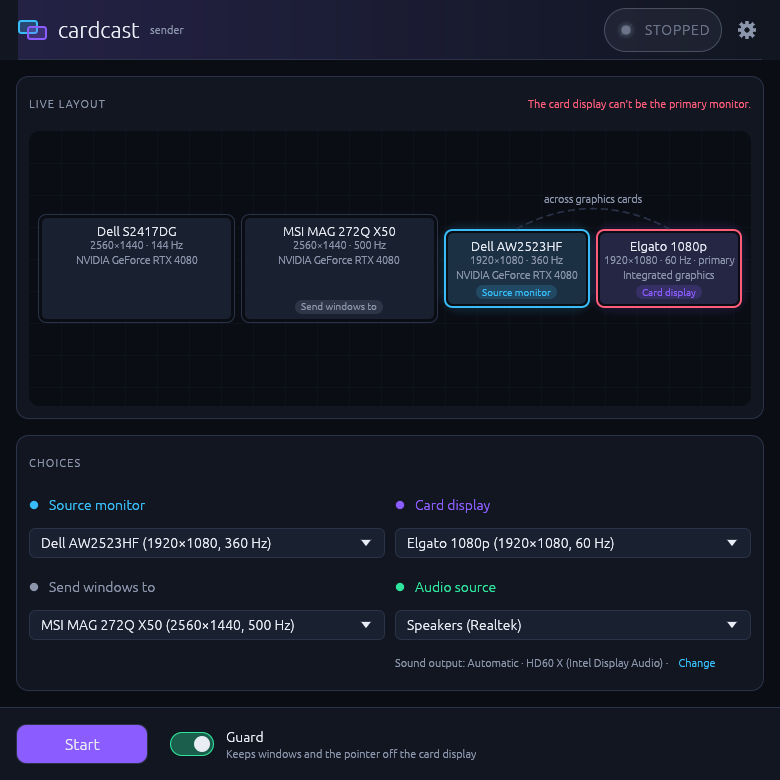 cardcast sender
STOPPED
LIVE LAYOUT
The card display can't be the primary monitor.
across graphics cards
Dell S2417DG
2560×1440 · 144 Hz
NVIDIA GeForce RTX 4080
MSI MAG 272Q X50
2560×1440 · 500 Hz
NVIDIA GeForce RTX 4080
Send windows to
Dell AW2523HF
1920×1080 · 360 Hz
NVIDIA GeForce RTX 4080
Source monitor
Elgato 1080p
1920×1080 · 60 Hz · primary
Integrated graphics
Card display
CHOICES
Source monitor
Dell AW2523HF (1920×1080, 360 Hz)
Card display
Elgato 1080p (1920×1080, 60 Hz)
Send windows to
MSI MAG 272Q X50 (2560×1440, 500 Hz)
Audio source
Speakers (Realtek)
Sound output: Automatic · HD60 X (Intel Display Audio) · Change
Start
Guard
Keeps windows and the pointer off the card display